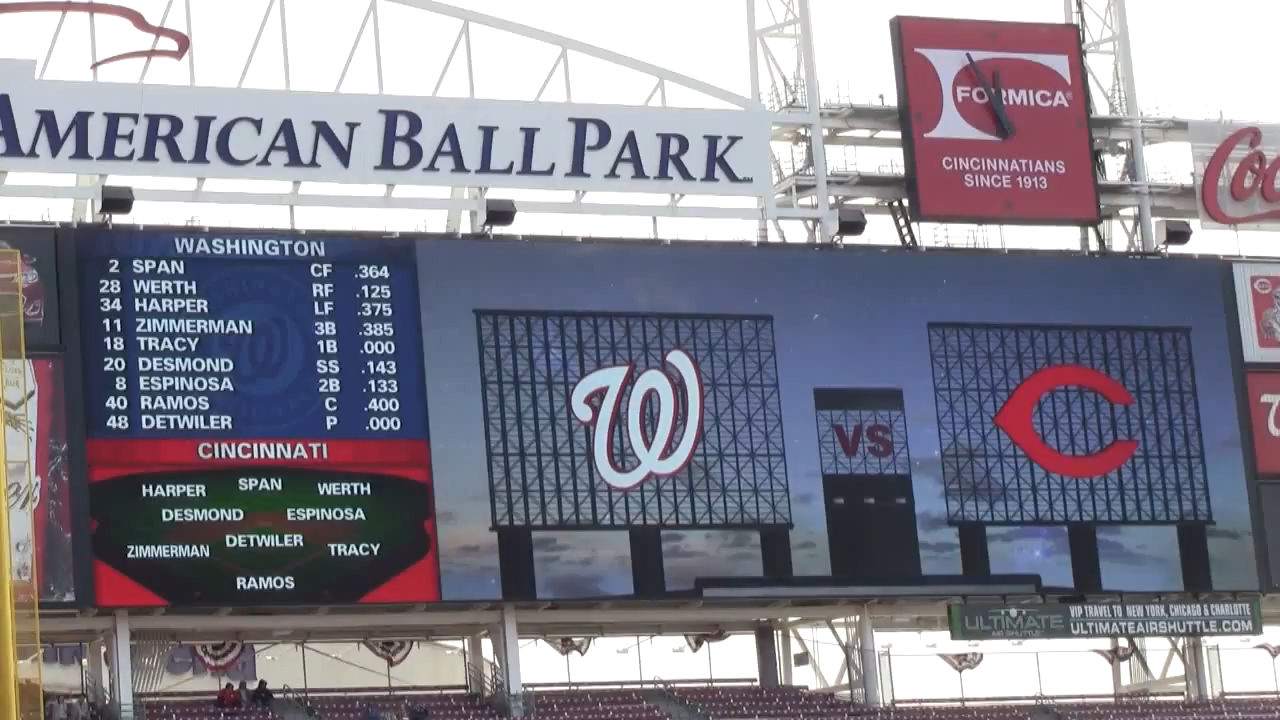 AMERICAN BALL PARK
FORMICA®
CINCINNATIANS
SINCE 1913
Coc
WASHINGTON
2 SPAN CF .364
28 WERTH RF .125
34 HARPER LF .375
11 ZIMMERMAN 3B .385
18 TRACY 1B .000
20 DESMOND SS .143
8 ESPINOSA 2B .133
40 RAMOS C .400
48 DETWILER P .000
CINCINNATI
HARPER SPAN WERTH
DESMOND ESPINOSA
ZIMMERMAN DETWILER TRACY
RAMOS
W
VS
C
ULTIMATE
AIR SHUTTLE
VIP TRAVEL TO NEW YORK, CHICAGO & CHARLOTTE
ULTIMATEAIRSHUTTLE.COM